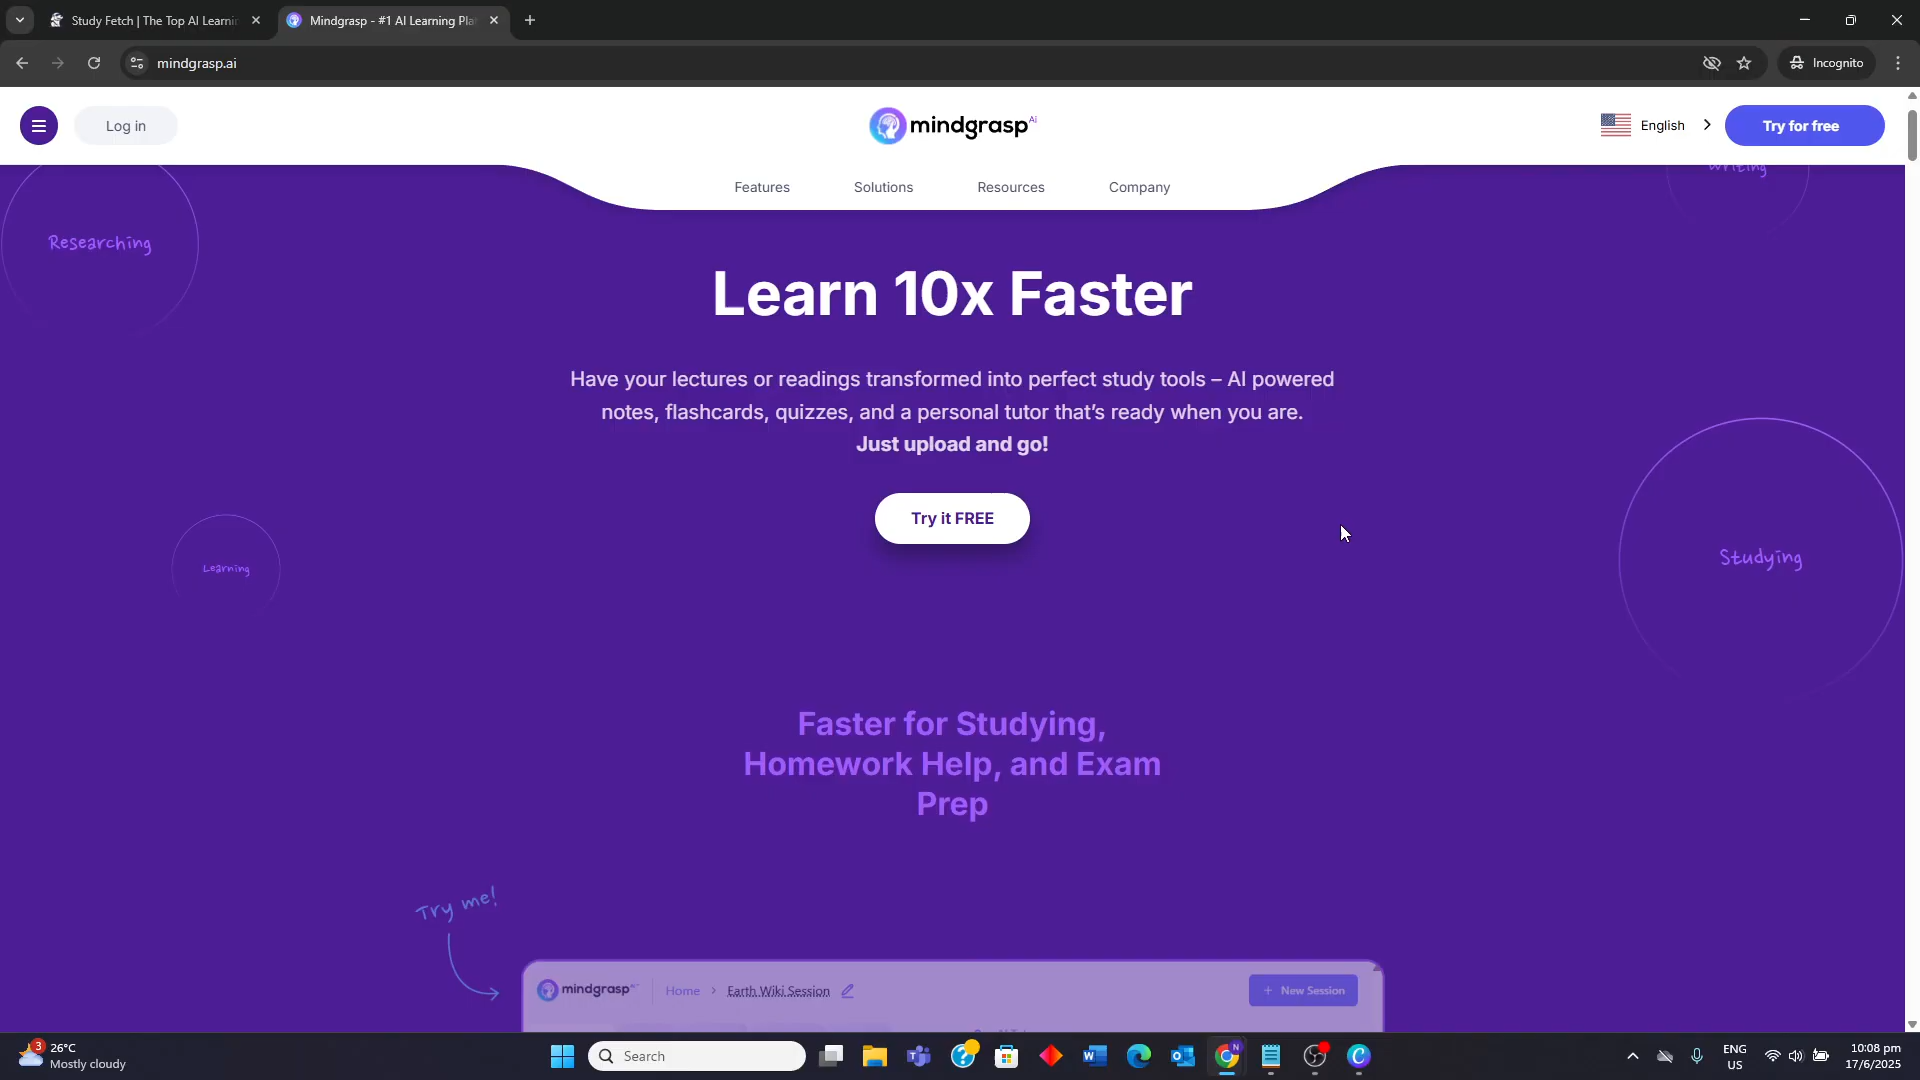 Study Fetch | The Top AI Learni
Mindgrasp - #1 AI Learning Pla
mindgrasp.ai
Incognito
Log in
mindgrasp Ai
English
Try for free
Features
Solutions
Resources
Company
Writing
Researching
Learn 10x Faster
Have your lectures or readings transformed into perfect study tools – AI powered
notes, flashcards, quizzes, and a personal tutor that's ready when you are.
Just upload and go!
Try it FREE
Learning
Studying
Faster for Studying,
Homework Help, and Exam
Prep
Try me!
mindgrasp
Home > Earth Wiki Session
+ New Session
3
26°C
Mostly cloudy
Search
N
ENG
US
10:08 pm
17/6/2025